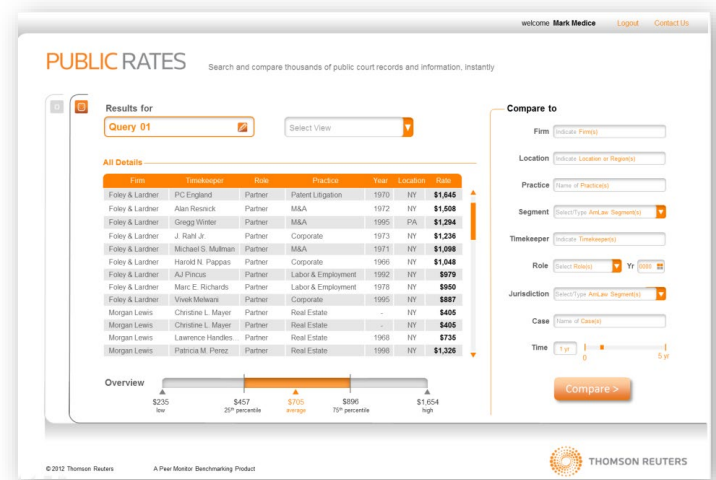 welcome Mark Medice Logout Contact Us
PUBLIC RATES Search and compare thousands of public court records and information, instantly
Results for
Query 01
Select View
All Details
Firm Timekeeper Role Practice Year Location Rate
Foley & Lardner PC England Partner Patent Litigation 1970 NY $1,645
Foley & Lardner Alan Resnick Partner M&A 1972 NY $1,508
Foley & Lardner Gregg Winter Partner M&A 1995 PA $1,294
Foley & Lardner J. Rahl Jr. Partner Corporate 1973 NY $1,236
Foley & Lardner Michael S. Mullman Partner M&A 1971 NY $1,098
Foley & Lardner Harold N. Pappas Partner Corporate 1966 NY $1,048
Foley & Lardner AJ Pincus Partner Labor & Employment 1992 NY $979
Foley & Lardner Marc E. Richards Partner Labor & Employment 1978 NY $950
Foley & Lardner Vivek Melwani Partner Corporate 1995 NY $887
Morgan Lewis Christine L. Mayer Partner Real Estate - NY $405
Morgan Lewis Christine L. Mayer Partner Real Estate - NY $405
Morgan Lewis Lawrence Handles... Partner Real Estate 1968 NY $735
Morgan Lewis Patricia M. Perez Partner Real Estate 1998 NY $1,326
Overview
$235 $457 $705 $896 $1,654
low 25th percentile average 75th percentile high
Compare to
Firm Indicate Firm(s)
Location Indicate Location or Region(s)
Practice Name of Practice(s)
Segment Select/Type AmLaw Segment(s)
Timekeeper Indicate Timekeeper(s)
Role Select Role(s) Yr 0000
Jurisdiction Select/Type AmLaw Segment(s)
Case Name of Case(s)
Time 1 yr 0 5 yr
Compare >
© 2012 Thomson Reuters A Peer Monitor Benchmarking Product
THOMSON REUTERS